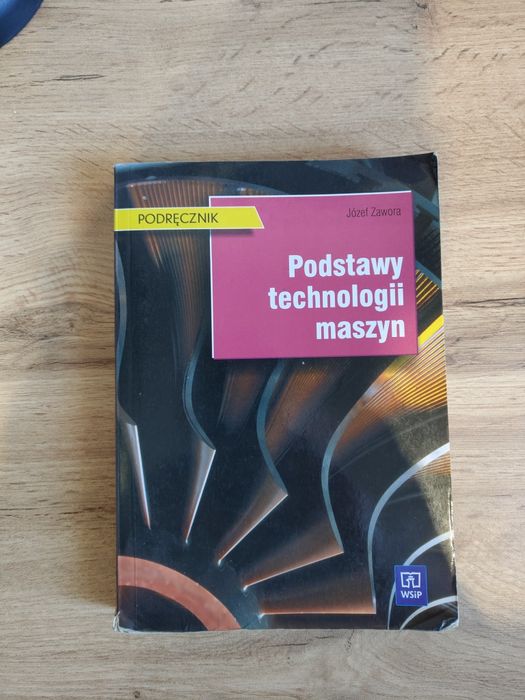 PODRĘCZNIK
Józef Zawora
Podstawy
technologii
maszyn
WSiP